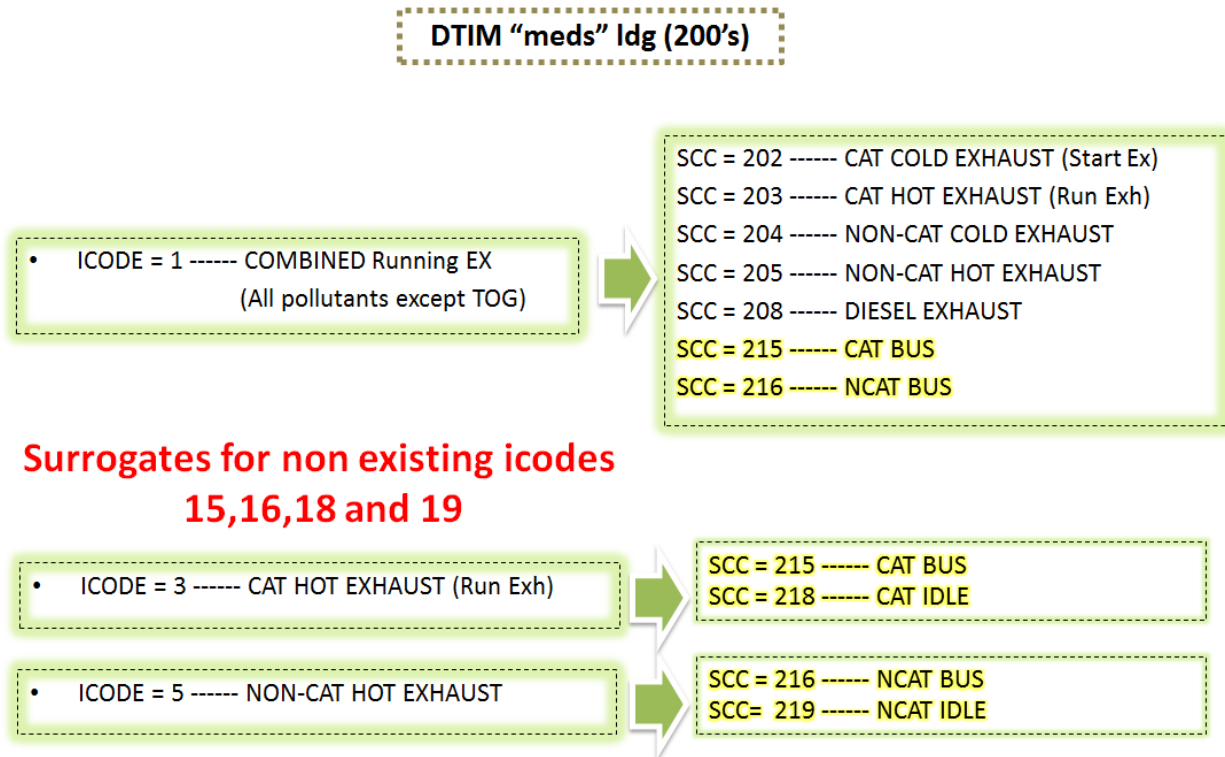 DTIM “meds” ldg (200’s)
• ICODE = 1 ------ COMBINED Running EX
(All pollutants except TOG)
SCC = 202 ------ CAT COLD EXHAUST (Start Ex)
SCC = 203 ------ CAT HOT EXHAUST (Run Exh)
SCC = 204 ------ NON-CAT COLD EXHAUST
SCC = 205 ------ NON-CAT HOT EXHAUST
SCC = 208 ------ DIESEL EXHAUST
SCC = 215 ------ CAT BUS
SCC = 216 ------ NCAT BUS
Surrogates for non existing icodes
15,16,18 and 19
• ICODE = 3 ------ CAT HOT EXHAUST (Run Exh)
SCC = 215 ------ CAT BUS
SCC = 218 ------ CAT IDLE
• ICODE = 5 ------ NON-CAT HOT EXHAUST
SCC = 216 ------ NCAT BUS
SCC= 219 ------ NCAT IDLE